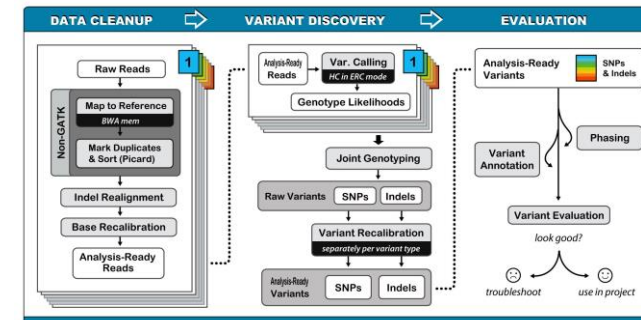 DATA CLEANUP
VARIANT DISCOVERY
EVALUATION
1
Raw Reads
Non-GATK
Map to Reference
BWA mem
Mark Duplicates
& Sort (Picard)
Indel Realignment
Base Recalibration
Analysis-Ready
Reads
1
Analysis-Ready
Reads
Var. Calling
HC in ERC mode
Genotype Likelihoods
Joint Genotyping
Raw Variants
SNPs
Indels
Variant Recalibration
separately per variant type
Analysis-Ready
Variants
SNPs
Indels
Analysis-Ready
Variants
SNPs
& Indels
Phasing
Variant
Annotation
Variant Evaluation
look good?
troubleshoot
use in project